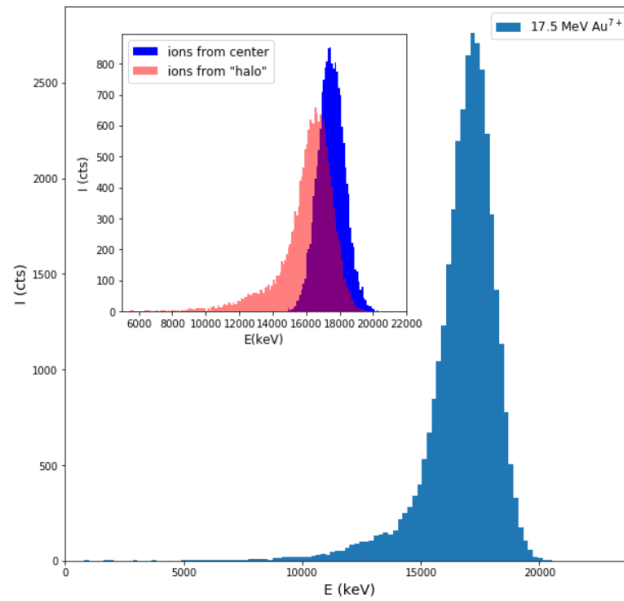 17.5 MeV Au7+
ions from center
ions from "halo"
800
700
600
500
400
300
200
100
0
I (cts)
6000 8000 10000 12000 14000 16000 18000 20000 22000
E(keV)
2500
2000
1500
1000
500
0
I (cts)
0 5000 10000 15000 20000
E (keV)